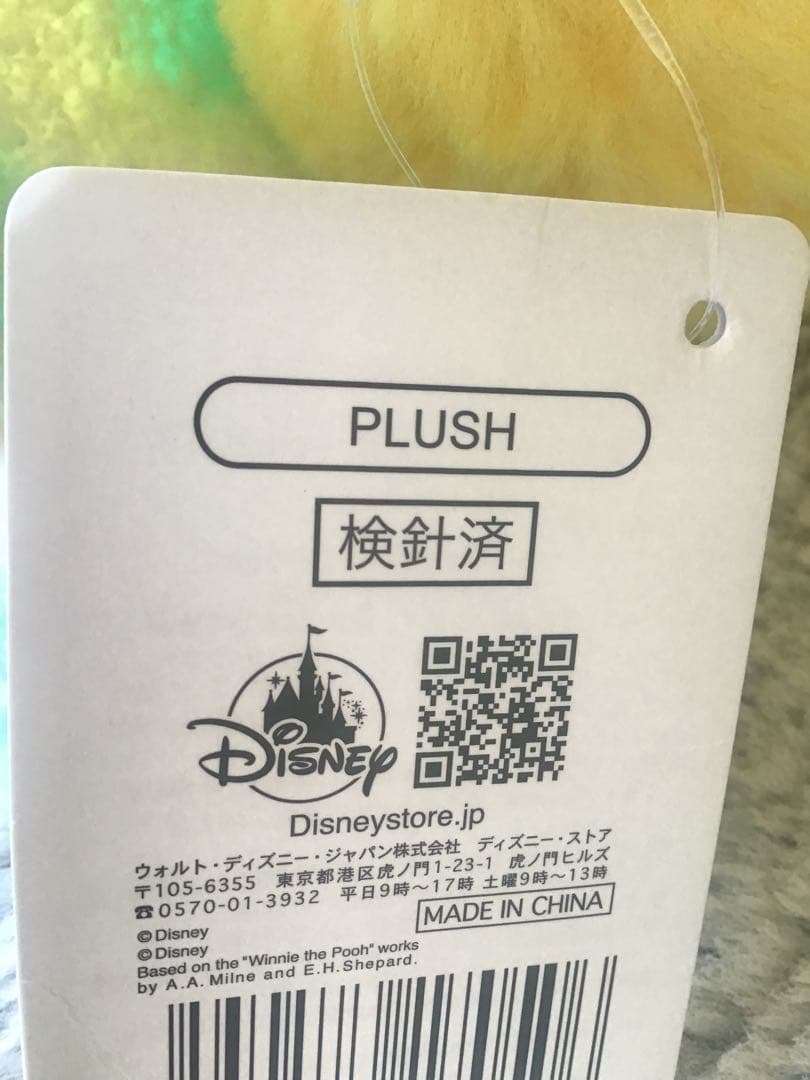 PLUSH
検針済
Disney
Disneystore.jp
ウォルト・ディズニー・ジャパン株式会社　ディズニー・ストア
〒105-6355　東京都港区虎ノ門1-23-1　虎ノ門ヒルズ
☎0570-01-3932　平日9時～17時 土曜9時～13時
MADE IN CHINA
©Disney
©Disney
Based on the "Winnie the Pooh" works
by A.A. Milne and E.H.Shepard.